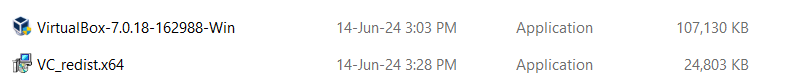 VirtualBox-7.0.18-162988-Win 14-Jun-24 3:03 PM Application 107,130 KB
VC_redist.x64 14-Jun-24 3:28 PM Application 24,803 KB